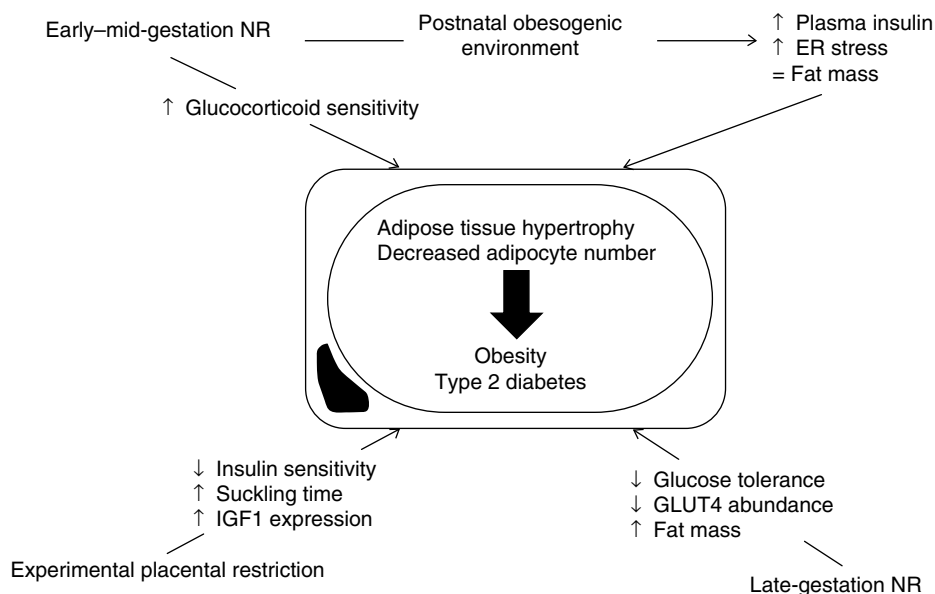 Early–mid-gestation NR
Postnatal obesogenic
environment
↑ Plasma insulin
↑ ER stress
= Fat mass
↑ Glucocorticoid sensitivity
Adipose tissue hypertrophy
Decreased adipocyte number
Obesity
Type 2 diabetes
↓ Insulin sensitivity
↑ Suckling time
↑ IGF1 expression
Experimental placental restriction
↓ Glucose tolerance
↓ GLUT4 abundance
↑ Fat mass
Late-gestation NR